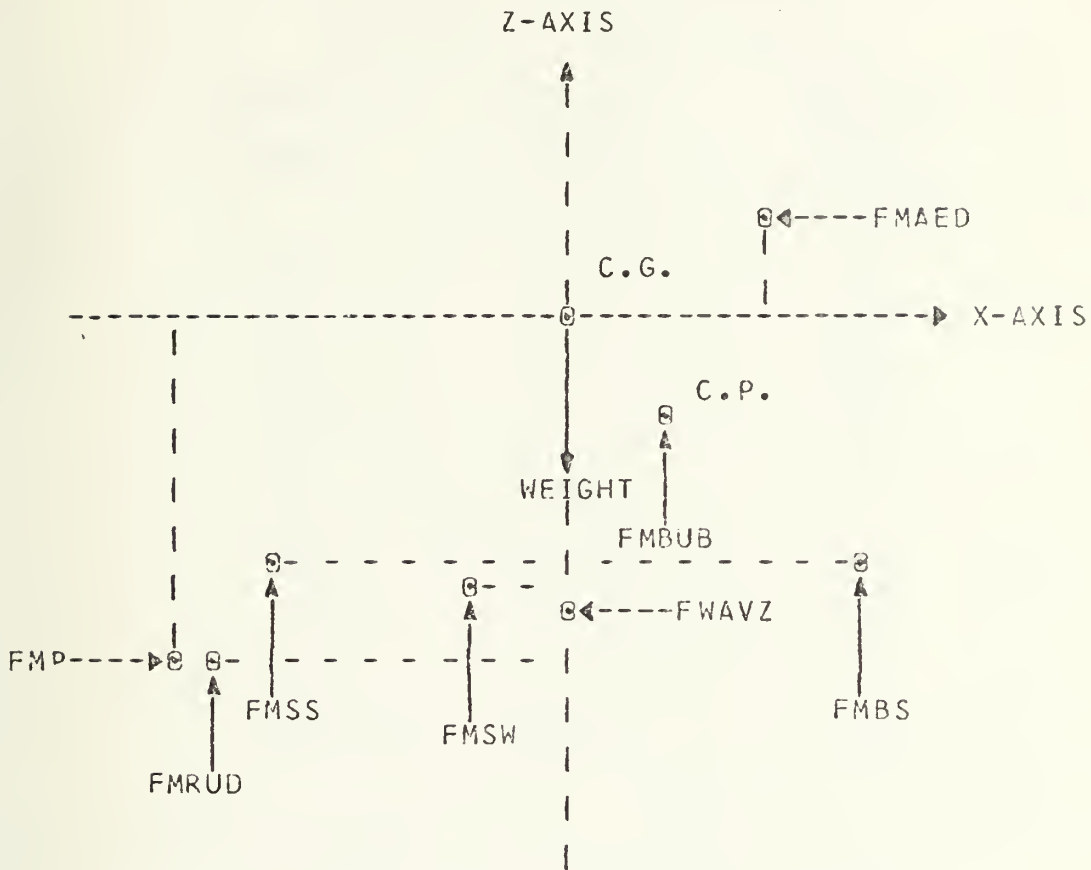 Z-AXIS
FMAED
C.G.
X-AXIS
C.P.
WEIGHT
FMBUB
FWAVZ
FMP
FMSS
FMBS
FMSW
FMRUD